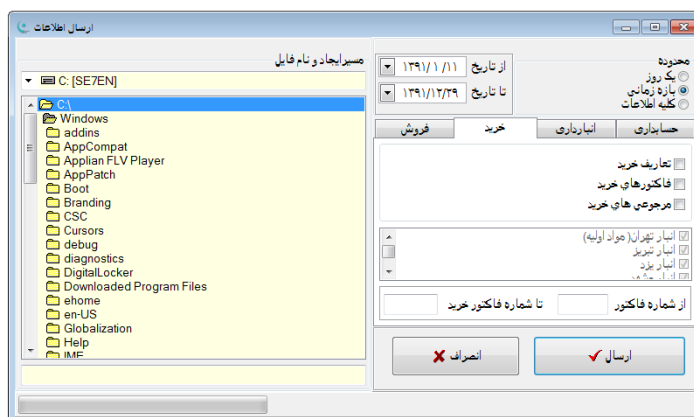 ارسال اطلاعات
محدوده
یک روز
بازه زمانی
کلیه اطلاعات
از تاریخ ۱۳۹۱/ ۱ /۱۱
تا تاریخ ۱۳۹۱/۱۲/۲۹
حسابداری انبارداری خرید فروش
تعاریف خرید
فاکتورهای خرید
مرجوعی های خرید
انبار تهران( مواد اولیه)
انبار تبریز
انبار یزد
انبار مشهد
از شماره فاکتور تا شماره فاکتور خرید
ارسال انصراف
مسیرایجاد و نام فایل
C: [SE7EN]
C:\
Windows
addins
AppCompat
Applian FLV Player
AppPatch
Boot
Branding
CSC
Cursors
debug
diagnostics
DigitalLocker
Downloaded Program Files
ehome
en-US
Globalization
Help
IME